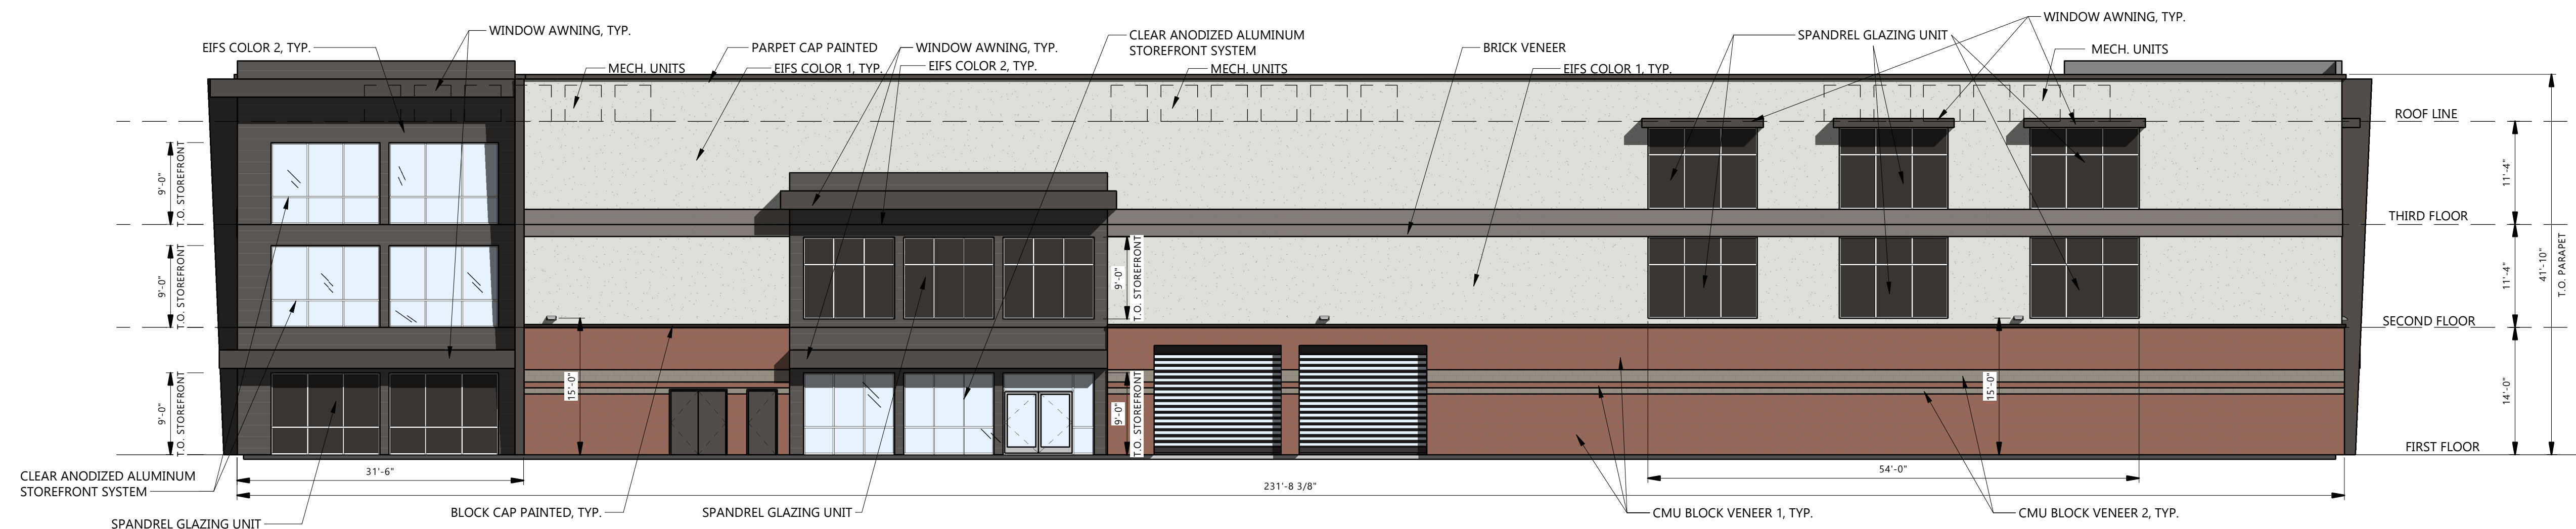 WINDOW AWNING, TYP.
EIFS COLOR 2, TYP.
MECH. UNITS
PARPET CAP PAINTED
EIFS COLOR 1, TYP.
WINDOW AWNING, TYP.
EIFS COLOR 2, TYP.
CLEAR ANODIZED ALUMINUM
STOREFRONT SYSTEM
MECH. UNITS
BRICK VENEER
EIFS COLOR 1, TYP.
SPANDREL GLAZING UNIT
WINDOW AWNING, TYP.
MECH. UNITS
ROOF LINE
THIRD FLOOR
SECOND FLOOR
FIRST FLOOR
11'-4"
11'-4"
14'-0"
41'-10"
T.O. PARAPET
9'-0"
T.O. STOREFRONT
9'-0"
T.O. STOREFRONT
9'-0"
T.O. STOREFRONT
15'-0"
9'-0"
T.O. STOREFRONT
9'-0"
T.O. STOREFRONT
15'-0"
31'-6"
54'-0"
231'-8 3/8"
CLEAR ANODIZED ALUMINUM
STOREFRONT SYSTEM
SPANDREL GLAZING UNIT
BLOCK CAP PAINTED, TYP.
SPANDREL GLAZING UNIT
CMU BLOCK VENEER 1, TYP.
CMU BLOCK VENEER 2, TYP.